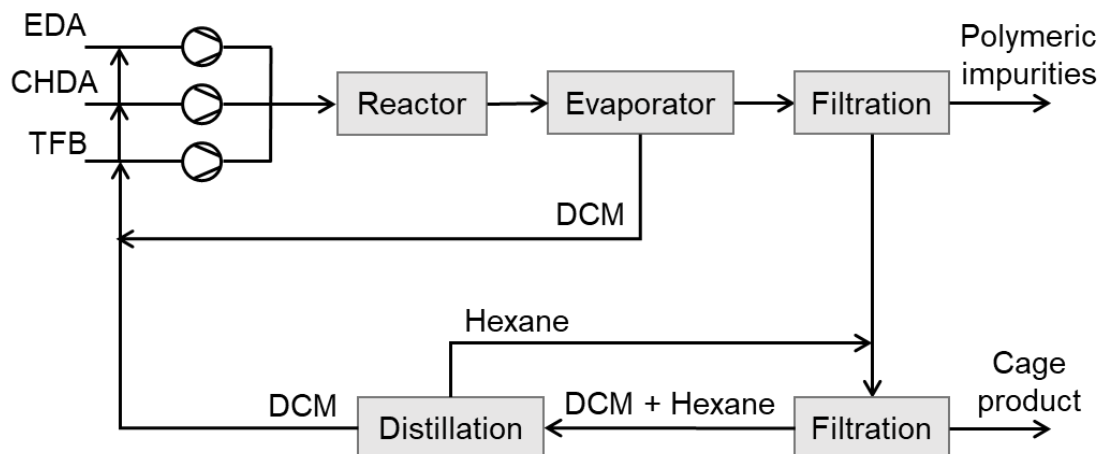 EDA
CHDA
TFB
Reactor
Evaporator
Filtration
Polymeric
impurities
DCM
Hexane
DCM
Distillation
DCM + Hexane
Filtration
Cage
product